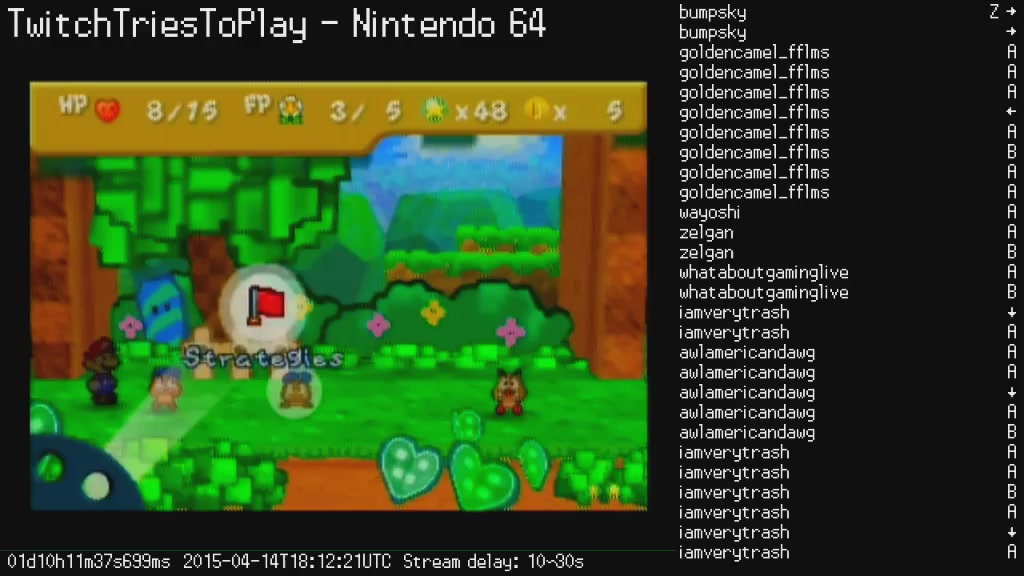 TwitchTriesToPlay - Nintendo 64
HP 8/15 FP 3/ 5 x48 x 5
Strategies
bumpsky Z →
bumpsky →
goldencamel_fflms A
goldencamel_fflms A
goldencamel_fflms A
goldencamel_fflms ←
goldencamel_fflms A
goldencamel_fflms B
goldencamel_fflms A
goldencamel_fflms A
wayoshi A
zelgan A
zelgan B
whataboutgaminglive A
whataboutgaminglive B
iamverytrash ↓
iamverytrash A
awlamericandawg A
awlamericandawg A
awlamericandawg ↓
awlamericandawg A
awlamericandawg B
iamverytrash A
iamverytrash A
iamverytrash B
iamverytrash A
iamverytrash ↓
iamverytrash A
01d10h11m37s699ms 2015-04-14T18:12:21UTC Stream delay: 10~30s